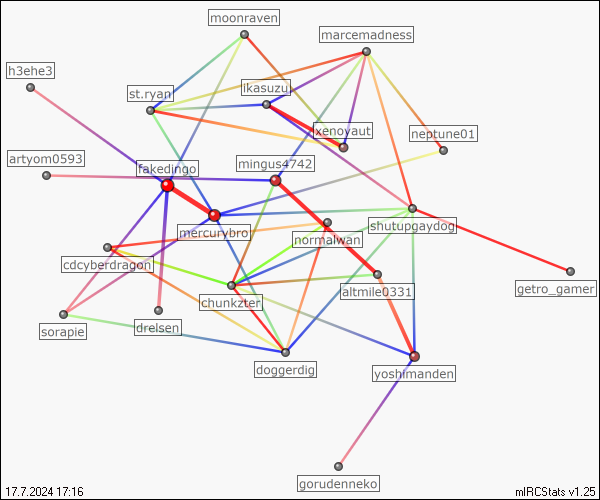 moonraven
marcemadness
h3ehe3
st.ryan
ikasuzu
xenoyaut
neptune01
artyom0593
fakedingo
mingus4742
mercurybro
shutupgaydog
normalwan
cdcyberdragon
chunkzter
altmile0331
getro_gamer
sorapie
drelsen
doggerdig
yoshimanden
gorudenneko
17.7.2024 17:16
mIRCStats v1.25